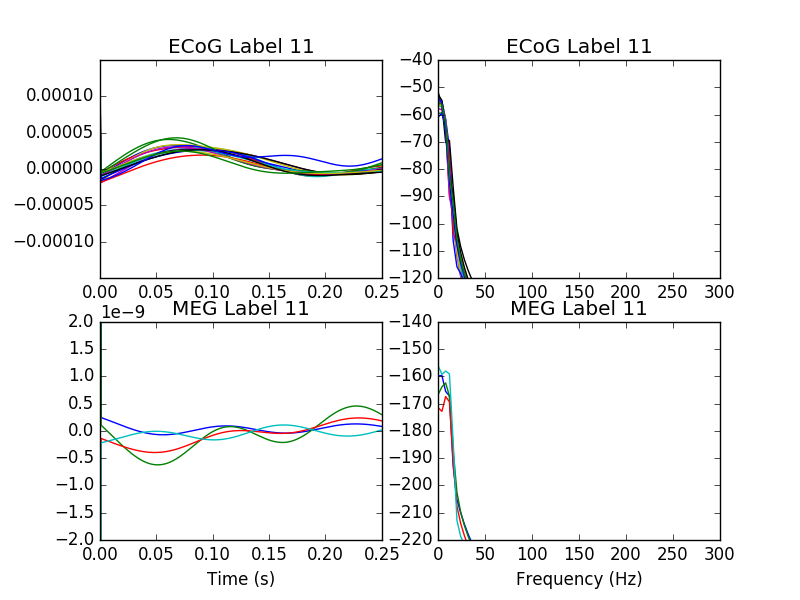 ECoG Label 11
0.00010
0.00005
0.00000
−0.00005
−0.00010
0.00 0.05 0.10 0.15 0.20 0.25
ECoG Label 11
−40
−50
−60
−70
−80
−90
−100
−110
−120
0 50 100 150 200 250 300
MEG Label 11
1e−9
2.0
1.5
1.0
0.5
0.0
−0.5
−1.0
−1.5
−2.0
0.00 0.05 0.10 0.15 0.20 0.25
Time (s)
MEG Label 11
−140
−150
−160
−170
−180
−190
−200
−210
−220
0 50 100 150 200 250 300
Frequency (Hz)